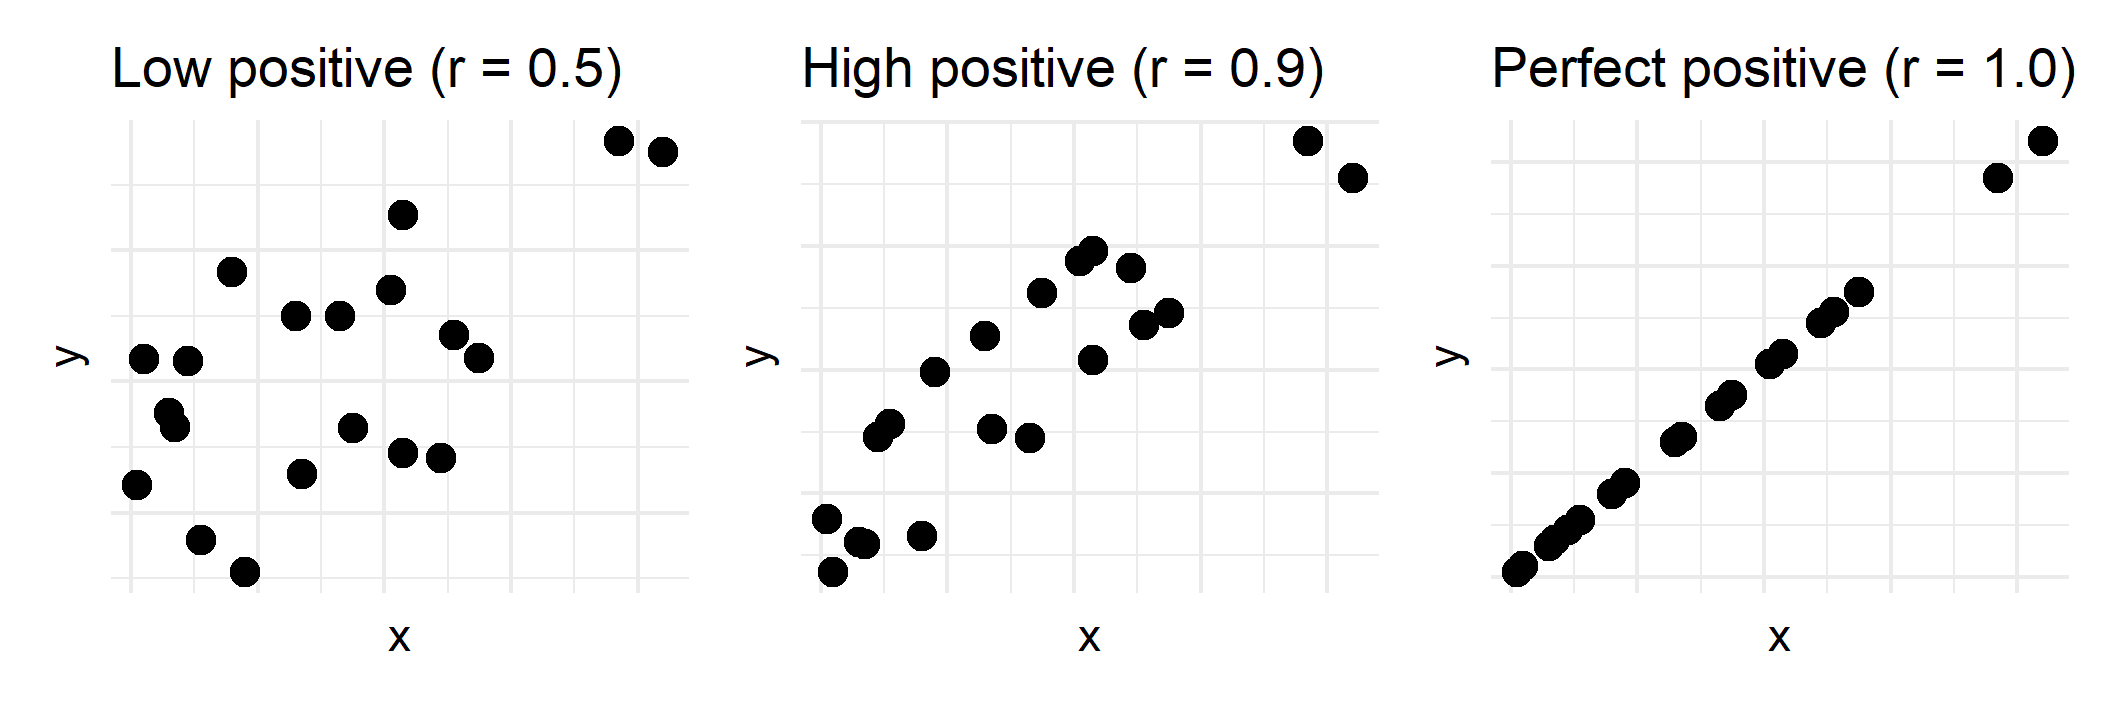 Low positive (r = 0.5)
High positive (r = 0.9)
Perfect positive (r = 1.0)
y
y
y
x
x
x